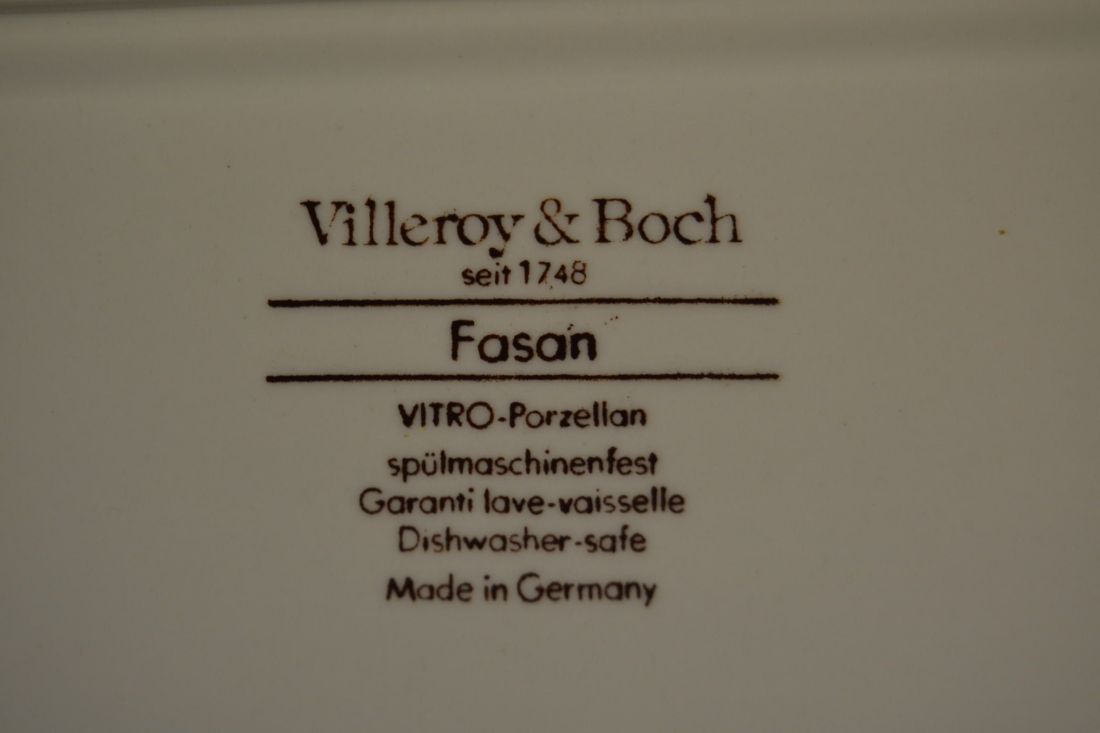 Villeroy & Boch
seit 1748
Fasan
VITRO-Porzellan
spülmaschinenfest
Garanti lave-vaisselle
Dishwasher-safe
Made in Germany